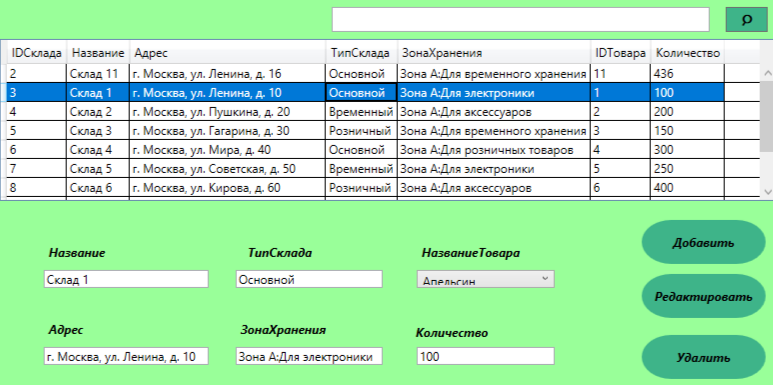 IDСклада Название Адрес ТипСклада ЗонаХранения IDТовара Количество
2 Склад 11 г. Москва, ул. Ленина, д. 16 Основной Зона А:Для временного хранения 11 436
3 Склад 1 г. Москва, ул. Ленина, д. 10 Основной Зона А:Для электроники 1 100
4 Склад 2 г. Москва, ул. Пушкина, д. 20 Временный Зона А:Для аксессуаров 2 200
5 Склад 3 г. Москва, ул. Гагарина, д. 30 Розничный Зона А:Для временного хранения 3 150
6 Склад 4 г. Москва, ул. Мира, д. 40 Основной Зона А:Для розничных товаров 4 300
7 Склад 5 г. Москва, ул. Советская, д. 50 Временный Зона А:Для электроники 5 250
8 Склад 6 г. Москва, ул. Кирова, д. 60 Розничный Зона А:Для аксессуаров 6 400
Название ТипСклада НазваниеТовара Добавить
Склад 1 Основной Апельсин
Редактировать
Адрес ЗонаХранения Количество
г. Москва, ул. Ленина, д. 10 Зона А:Для электроники 100 Удалить